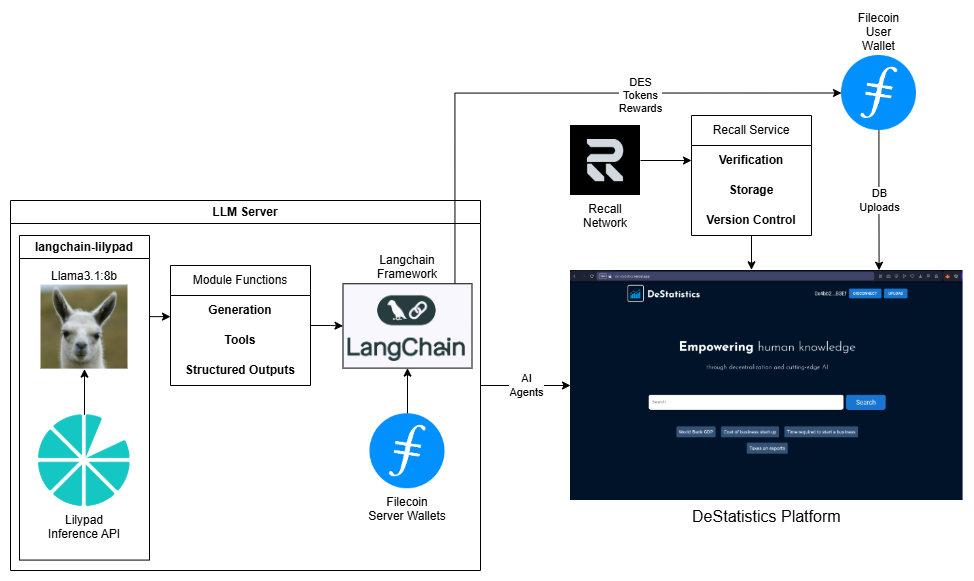 Filecoin
User
Wallet
DES
Tokens
Rewards
Recall Service
Verification
Storage
Version Control
Recall
Network
DB
Uploads
LLM Server
langchain-lilypad
Llama3.1:8b
Module Functions
Generation
Tools
Structured Outputs
Langchain
Framework
LangChain
Lilypad
Inference API
Filecoin
Server Wallets
AI
Agents
DeStatistics
DISCONNECT
UPLOAD
Empowering human knowledge
through decentralization and cutting-edge AI
Search
Search
World Bank GDP
Cost of business start up
Time required to start a business
Taxes on exports
DeStatistics Platform